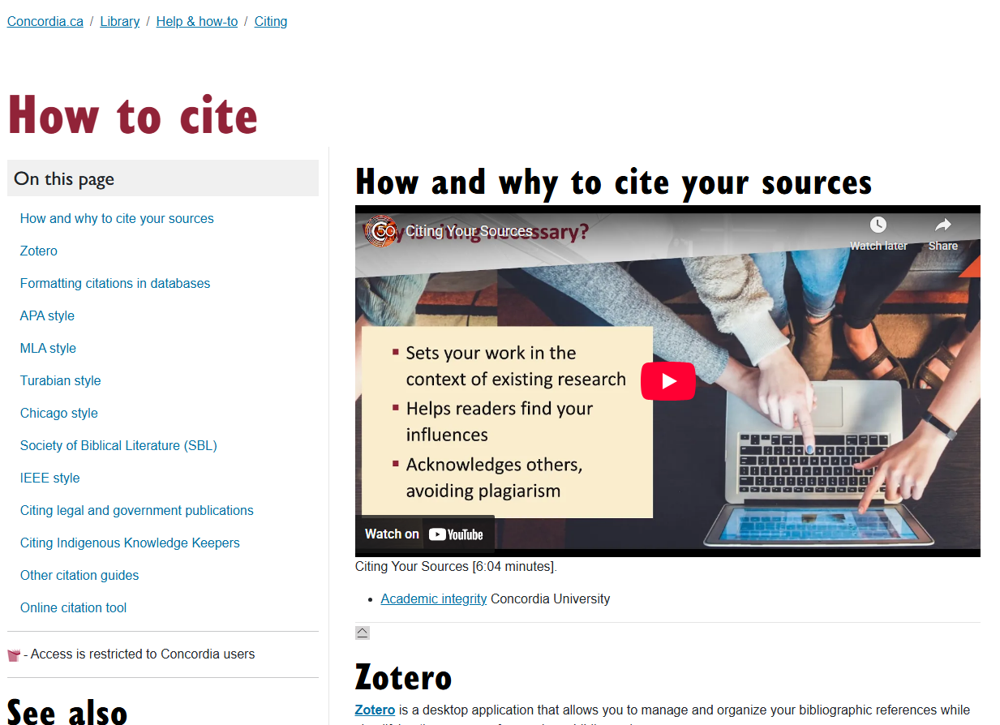 Concordia.ca / Library / Help & how-to / Citing
How to cite
On this page
How and why to cite your sources
Zotero
Formatting citations in databases
APA style
MLA style
Turabian style
Chicago style
Society of Biblical Literature (SBL)
IEEE style
Citing legal and government publications
Citing Indigenous Knowledge Keepers
Other citation guides
Online citation tool
- Access is restricted to Concordia users
See also
How and why to cite your sources
50
Citing Your Sources
Watch later
Share
Sets your work in the
context of existing research
Helps readers find your
influences
Acknowledges others,
avoiding plagiarism
Watch on YouTube
Citing Your Sources [6:04 minutes].
Academic integrity Concordia University
Zotero
Zotero is a desktop application that allows you to manage and organize your bibliographic references while